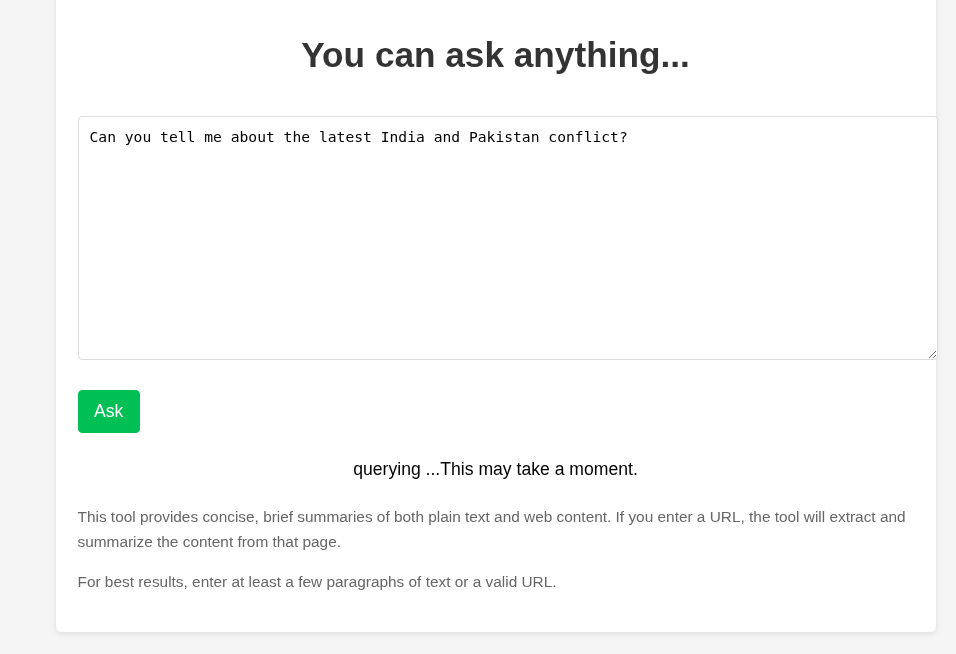 You can ask anything...
Can you tell me about the latest India and Pakistan conflict?
Ask
querying ...This may take a moment.
This tool provides concise, brief summaries of both plain text and web content. If you enter a URL, the tool will extract and
summarize the content from that page.
For best results, enter at least a few paragraphs of text or a valid URL.